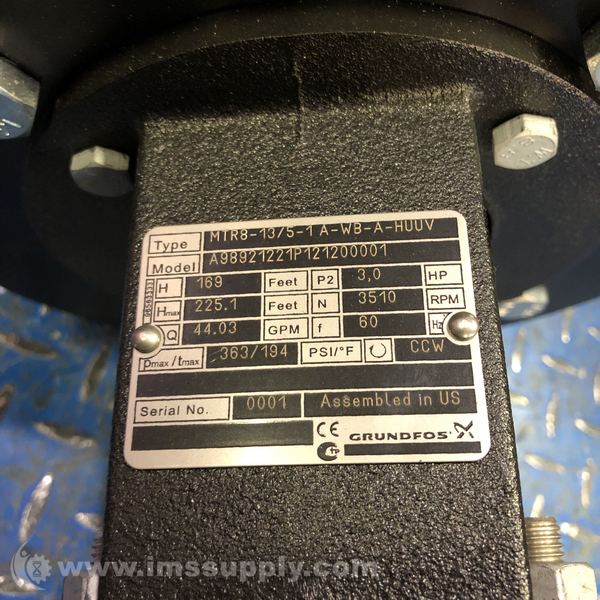 Type MTR8-13/5-1 A-WB-A-HUUV
Model A98921221P121200001
H 169 Feet P2 3,0 HP
Hmax 225.1 Feet N 3510 RPM
Q 44.03 GPM f 60 Hz
pmax/tmax 363/194 PSI/°F CCW
Serial No. 0001 Assembled in US
CE GRUNDFOS
www.imssupply.com